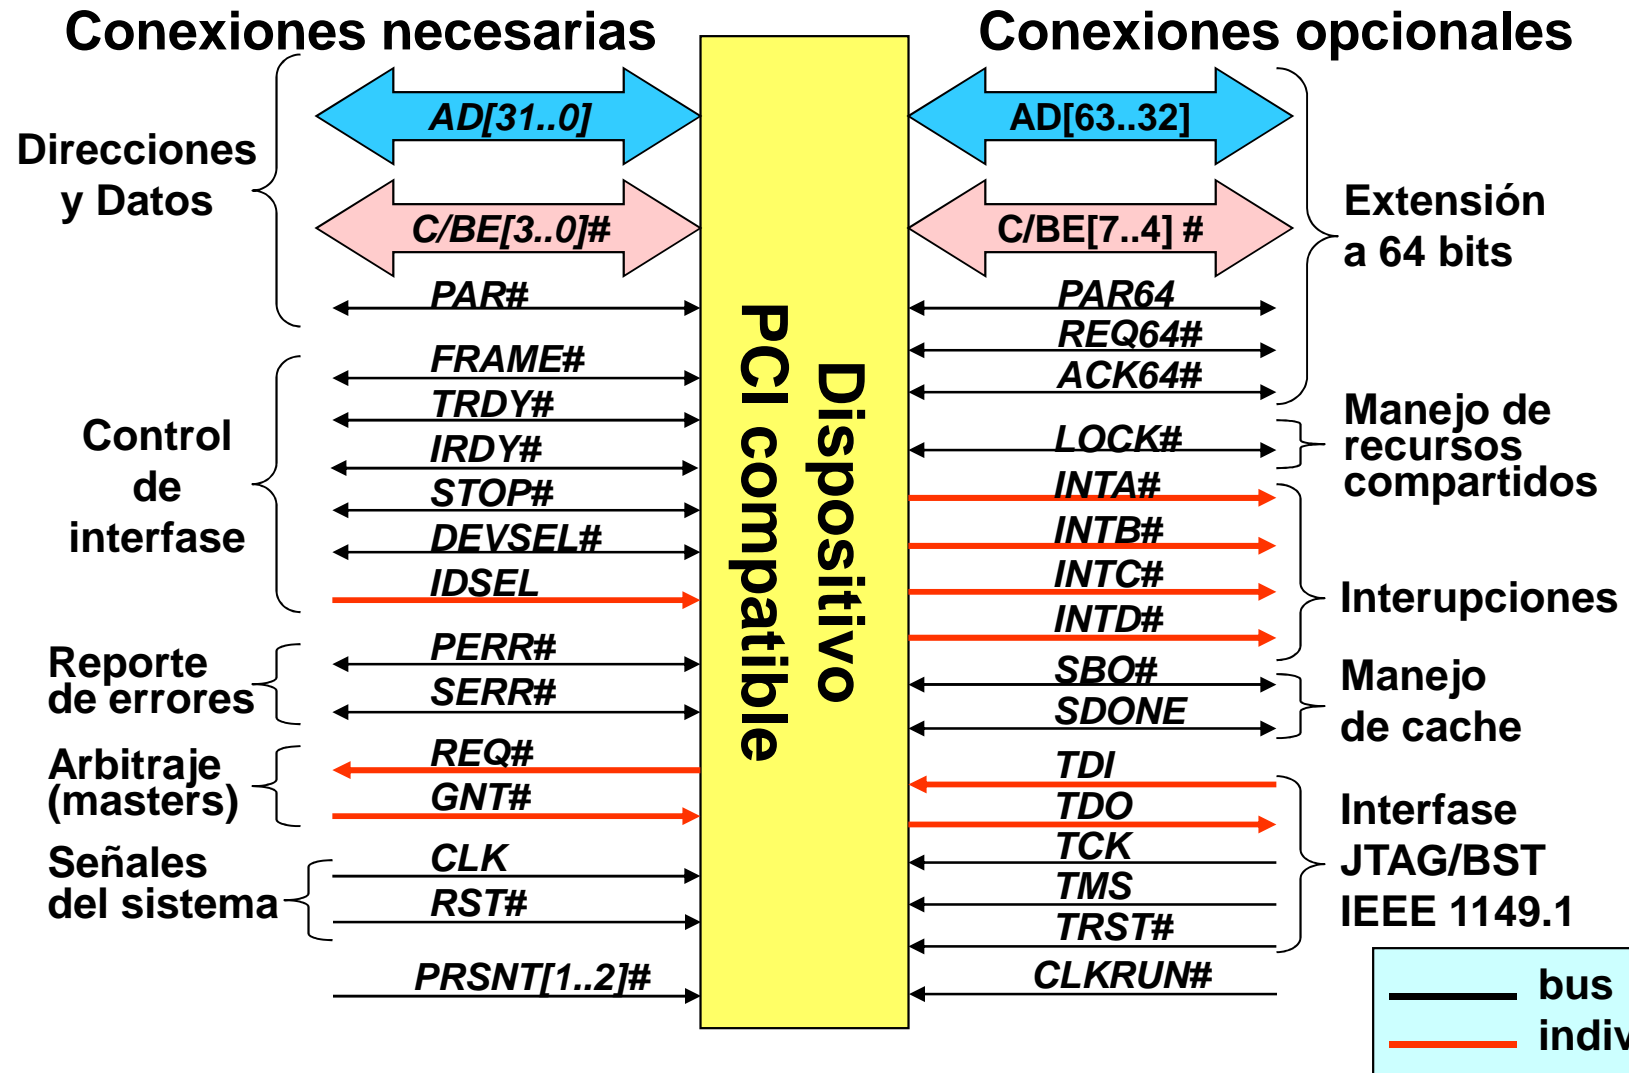 Conexiones necesarias
Conexiones opcionales
Direcciones
y Datos
AD[31..0]
C/BE[3..0]#
PAR#
Control
de
interfase
FRAME#
TRDY#
IRDY#
STOP#
DEVSEL#
IDSEL
Reporte
de errores
PERR#
SERR#
Arbitraje
(masters)
REQ#
GNT#
Señales
del sistema
CLK
RST#
PRSNT[1..2]#
Dispositivo
PCI compatible
AD[63..32]
C/BE[7..4] #
PAR64
REQ64#
ACK64#
Extensión
a 64 bits
LOCK#
Manejo de
recursos
compartidos
INTA#
INTB#
INTC#
INTD#
Interupciones
SBO#
SDONE
Manejo
de cache
TDI
TDO
TCK
TMS
TRST#
Interfase
JTAG/BST
IEEE 1149.1
CLKRUN#
bus